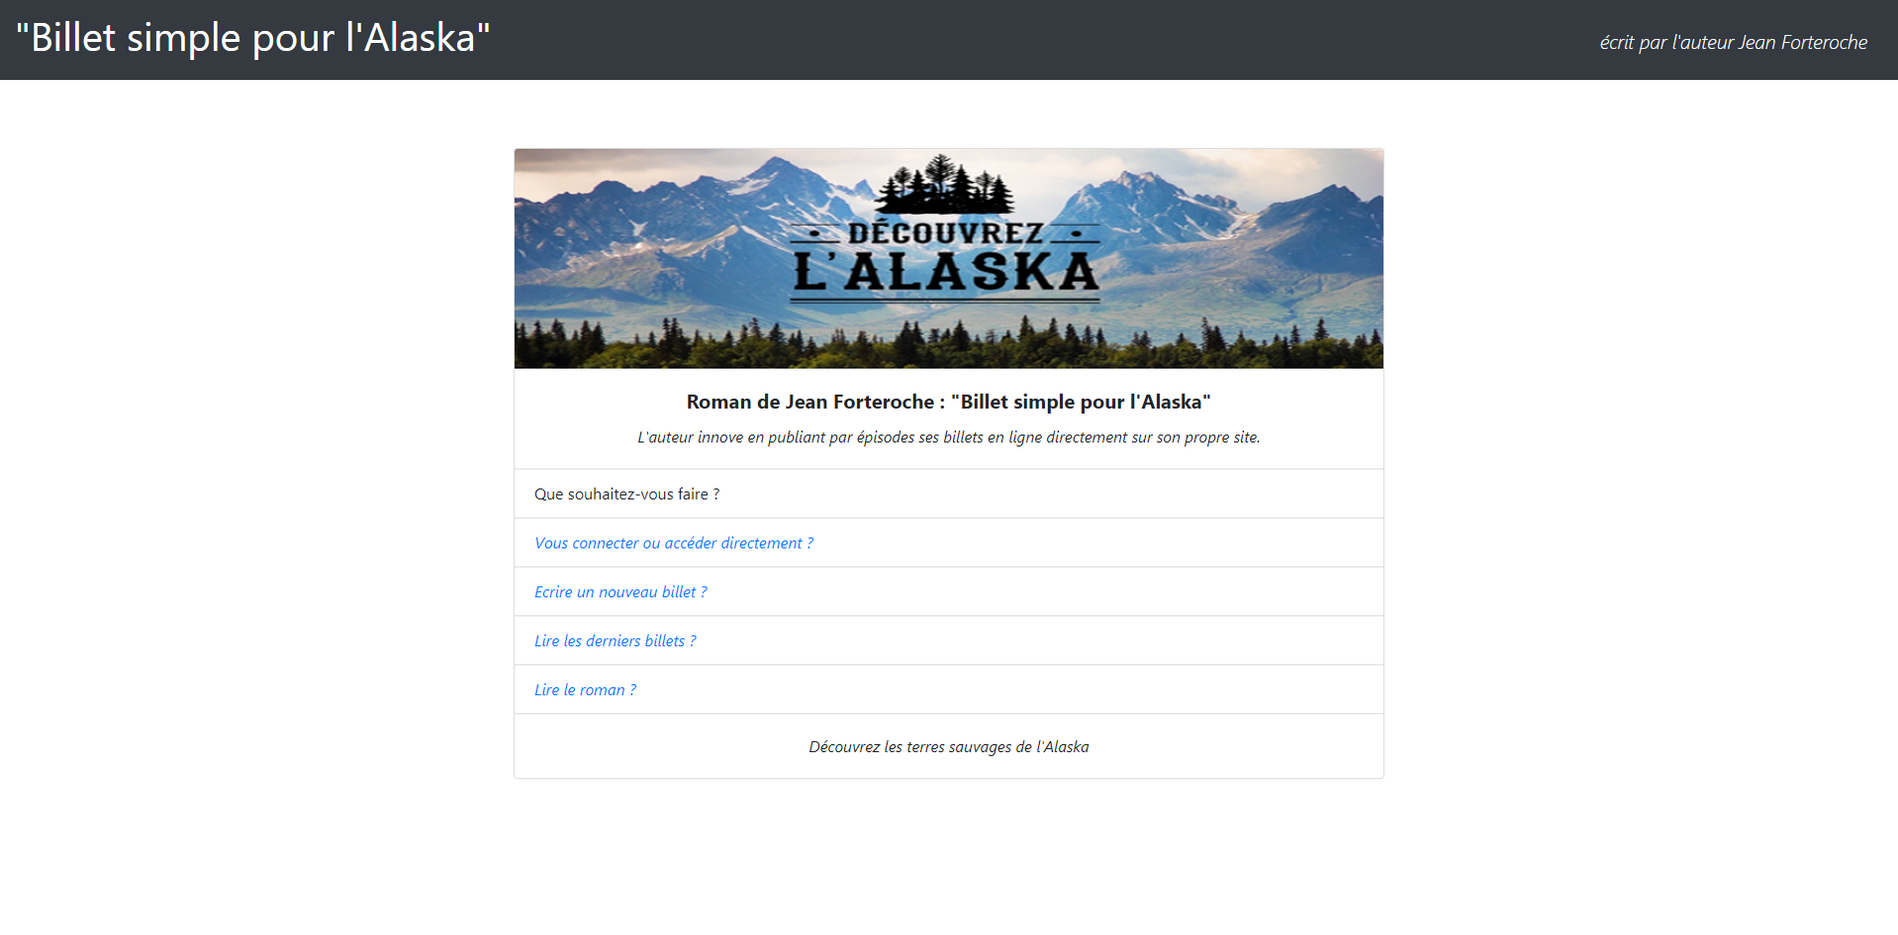 "Billet simple pour l'Alaska"
écrit par l'auteur Jean Forteroche
DÉCOUVREZ
L'ALASKA
Roman de Jean Forteroche : "Billet simple pour l'Alaska"
L'auteur innove en publiant par épisodes ses billets en ligne directement sur son propre site.
Que souhaitez-vous faire ?
Vous connecter ou accéder directement ?
Ecrire un nouveau billet ?
Lire les derniers billets ?
Lire le roman ?
Découvrez les terres sauvages de l'Alaska